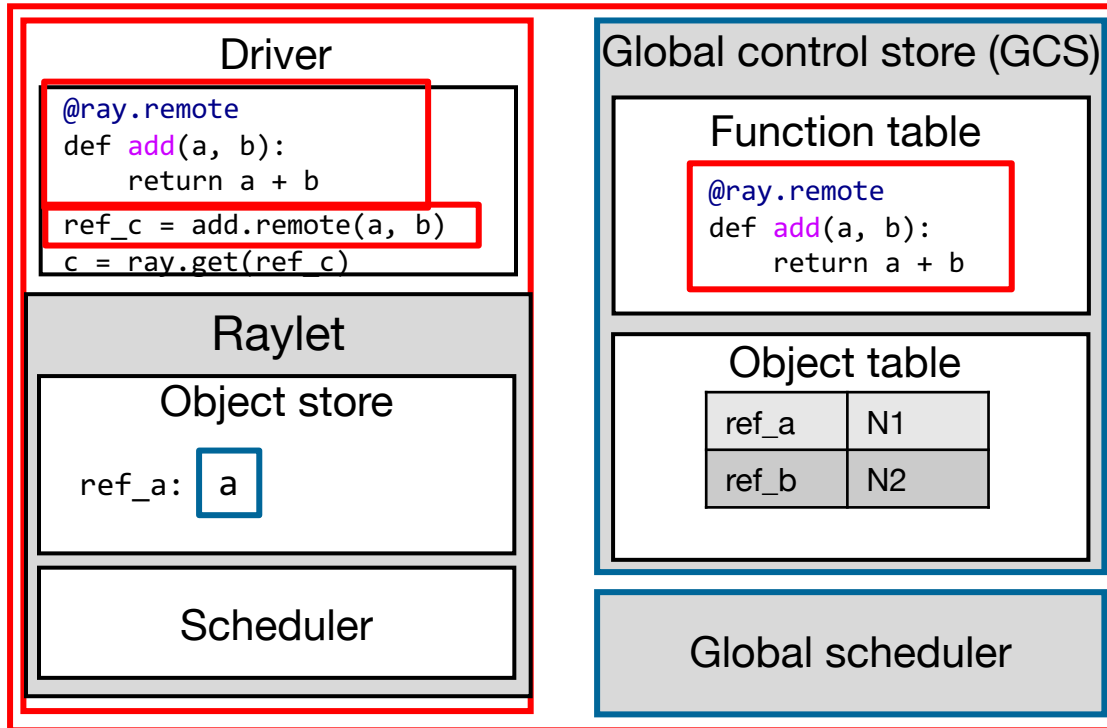 Driver
@ray.remote
def add(a, b):
    return a + b
ref_c = add.remote(a, b)
c = ray.get(ref_c)
Raylet
Object store
ref_a: a
Scheduler
Global control store (GCS)
Function table
@ray.remote
def add(a, b):
    return a + b
Object table
ref_a N1
ref_b N2
Global scheduler